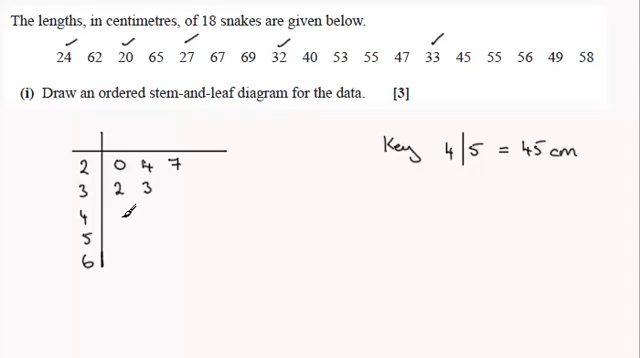 The lengths, in centimetres, of 18 snakes are given below.
24 62 20 65 27 67 69 32 40 53 55 47 33 45 55 56 49 58
(i) Draw an ordered stem-and-leaf diagram for the data. [3]
Key 4|5 = 45 cm
2 0 4 7
3 2 3
4
5
6